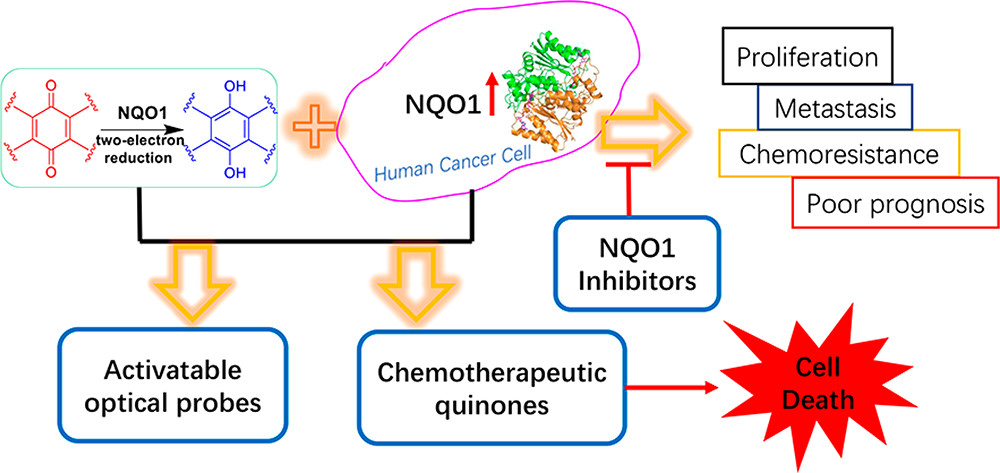 O
O
NQO1
two-electron
reduction
OH
OH
NQO1
Human Cancer Cell
Proliferation
Metastasis
Chemoresistance
Poor prognosis
NQO1
Inhibitors
Activatable
optical probes
Chemotherapeutic
quinones
Cell
Death